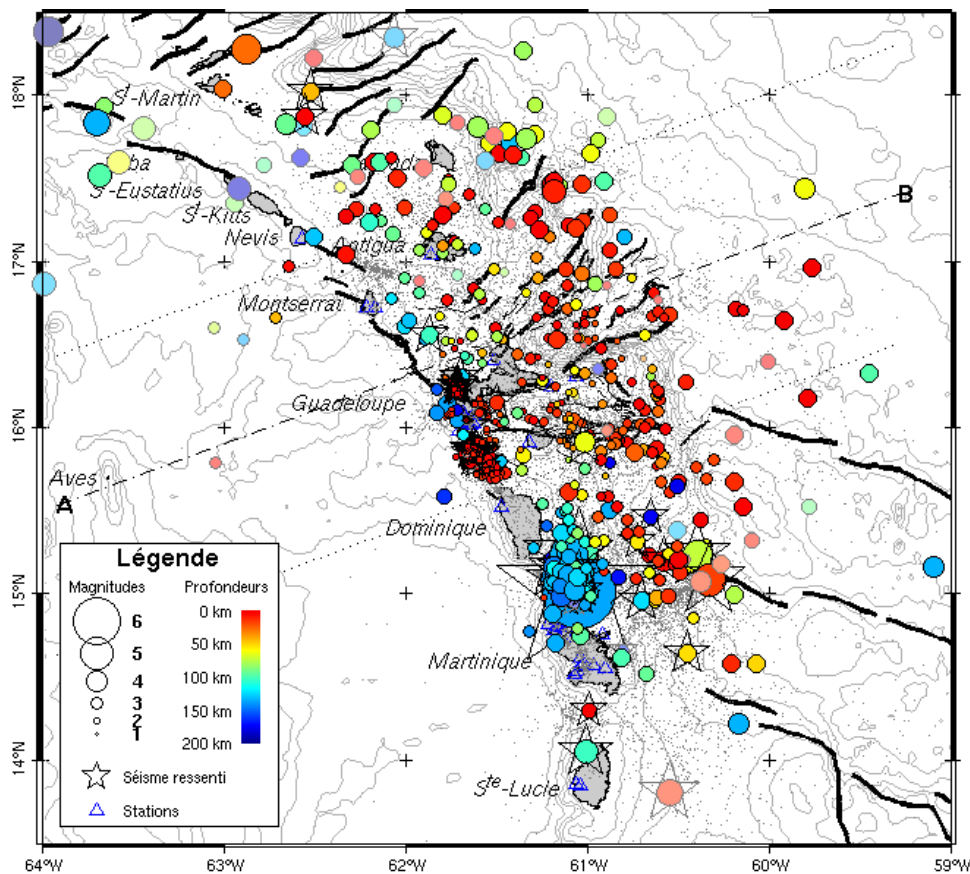 18°N
17°N
16°N
15°N
14°N
64°W
63°W
62°W
61°W
60°W
59°W
St-Martin
ba
St-Eustatius
St-Kitts
Nevis
Antigua
Montserrat
Guadeloupe
Aves
A
B
Dominique
Martinique
Ste-Lucie
Légende
Magnitudes
Profondeurs
6
5
4
3
2
1
0 km
50 km
100 km
150 km
200 km
Séisme ressenti
Stations